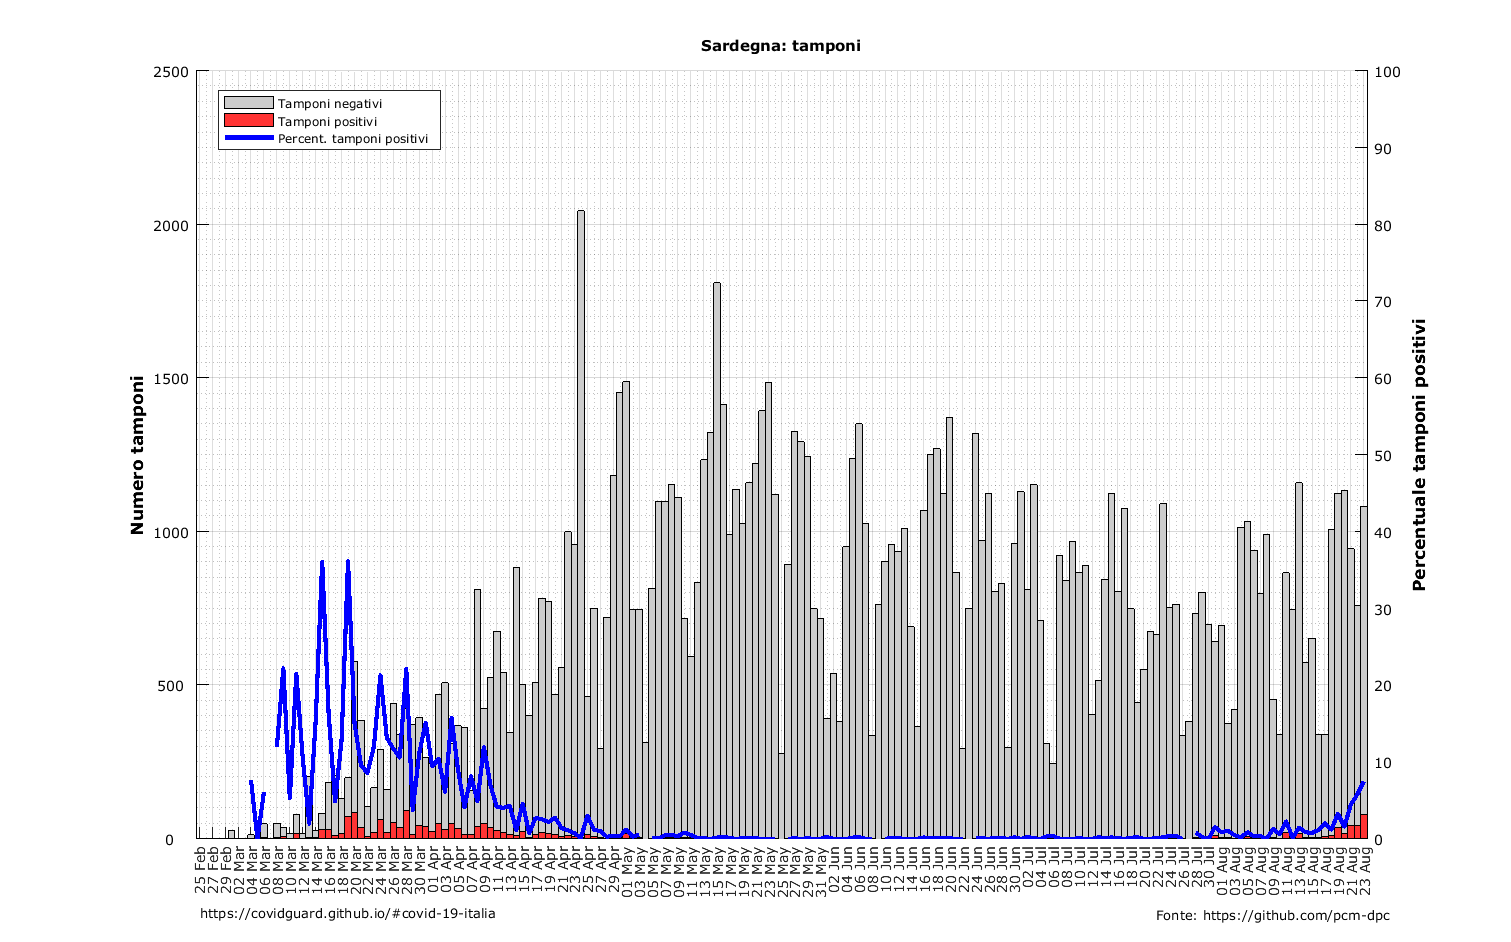 Sardegna: tamponi
Tamponi negativi
Tamponi positivi
Percent. tamponi positivi
Numero tamponi
2500
2000
1500
1000
500
0
Percentuale tamponi positivi
100
90
80
70
60
50
40
30
20
10
0
25 Feb
27 Feb
29 Feb
02 Mar
04 Mar
06 Mar
08 Mar
10 Mar
12 Mar
14 Mar
16 Mar
18 Mar
20 Mar
22 Mar
24 Mar
26 Mar
28 Mar
30 Mar
01 Apr
03 Apr
05 Apr
07 Apr
09 Apr
11 Apr
13 Apr
15 Apr
17 Apr
19 Apr
21 Apr
23 Apr
25 Apr
27 Apr
29 Apr
01 May
03 May
05 May
07 May
09 May
11 May
13 May
15 May
17 May
19 May
21 May
23 May
25 May
27 May
29 May
31 May
02 Jun
04 Jun
06 Jun
08 Jun
10 Jun
12 Jun
14 Jun
16 Jun
18 Jun
20 Jun
22 Jun
24 Jun
26 Jun
28 Jun
30 Jun
02 Jul
04 Jul
06 Jul
08 Jul
10 Jul
12 Jul
14 Jul
16 Jul
18 Jul
20 Jul
22 Jul
24 Jul
26 Jul
28 Jul
30 Jul
01 Aug
03 Aug
05 Aug
07 Aug
09 Aug
11 Aug
13 Aug
15 Aug
17 Aug
19 Aug
21 Aug
23 Aug
https://covidguard.github.io/#covid-19-italia
Fonte: https://github.com/pcm-dpc